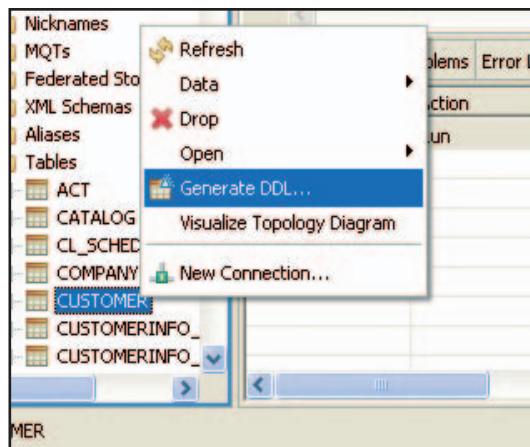 Nicknames
MQTs
Federated Sto
XML Schemas
Aliases
Tables
ACT
CATALOG
CL_SCHED
COMPANY
CUSTOMER
CUSTOMERINFO_
CUSTOMERINFO_
Refresh
Data
Drop
Open
Generate DDL...
Visualize Topology Diagram
New Connection...
blems Error L
ction
un
MER